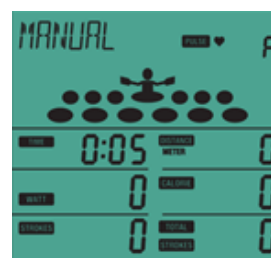 MANUAL
PULSE
TIME 0:05 DISTANCE
METER
WATT 0 CALORIE
STROKES 0 TOTAL
STROKES